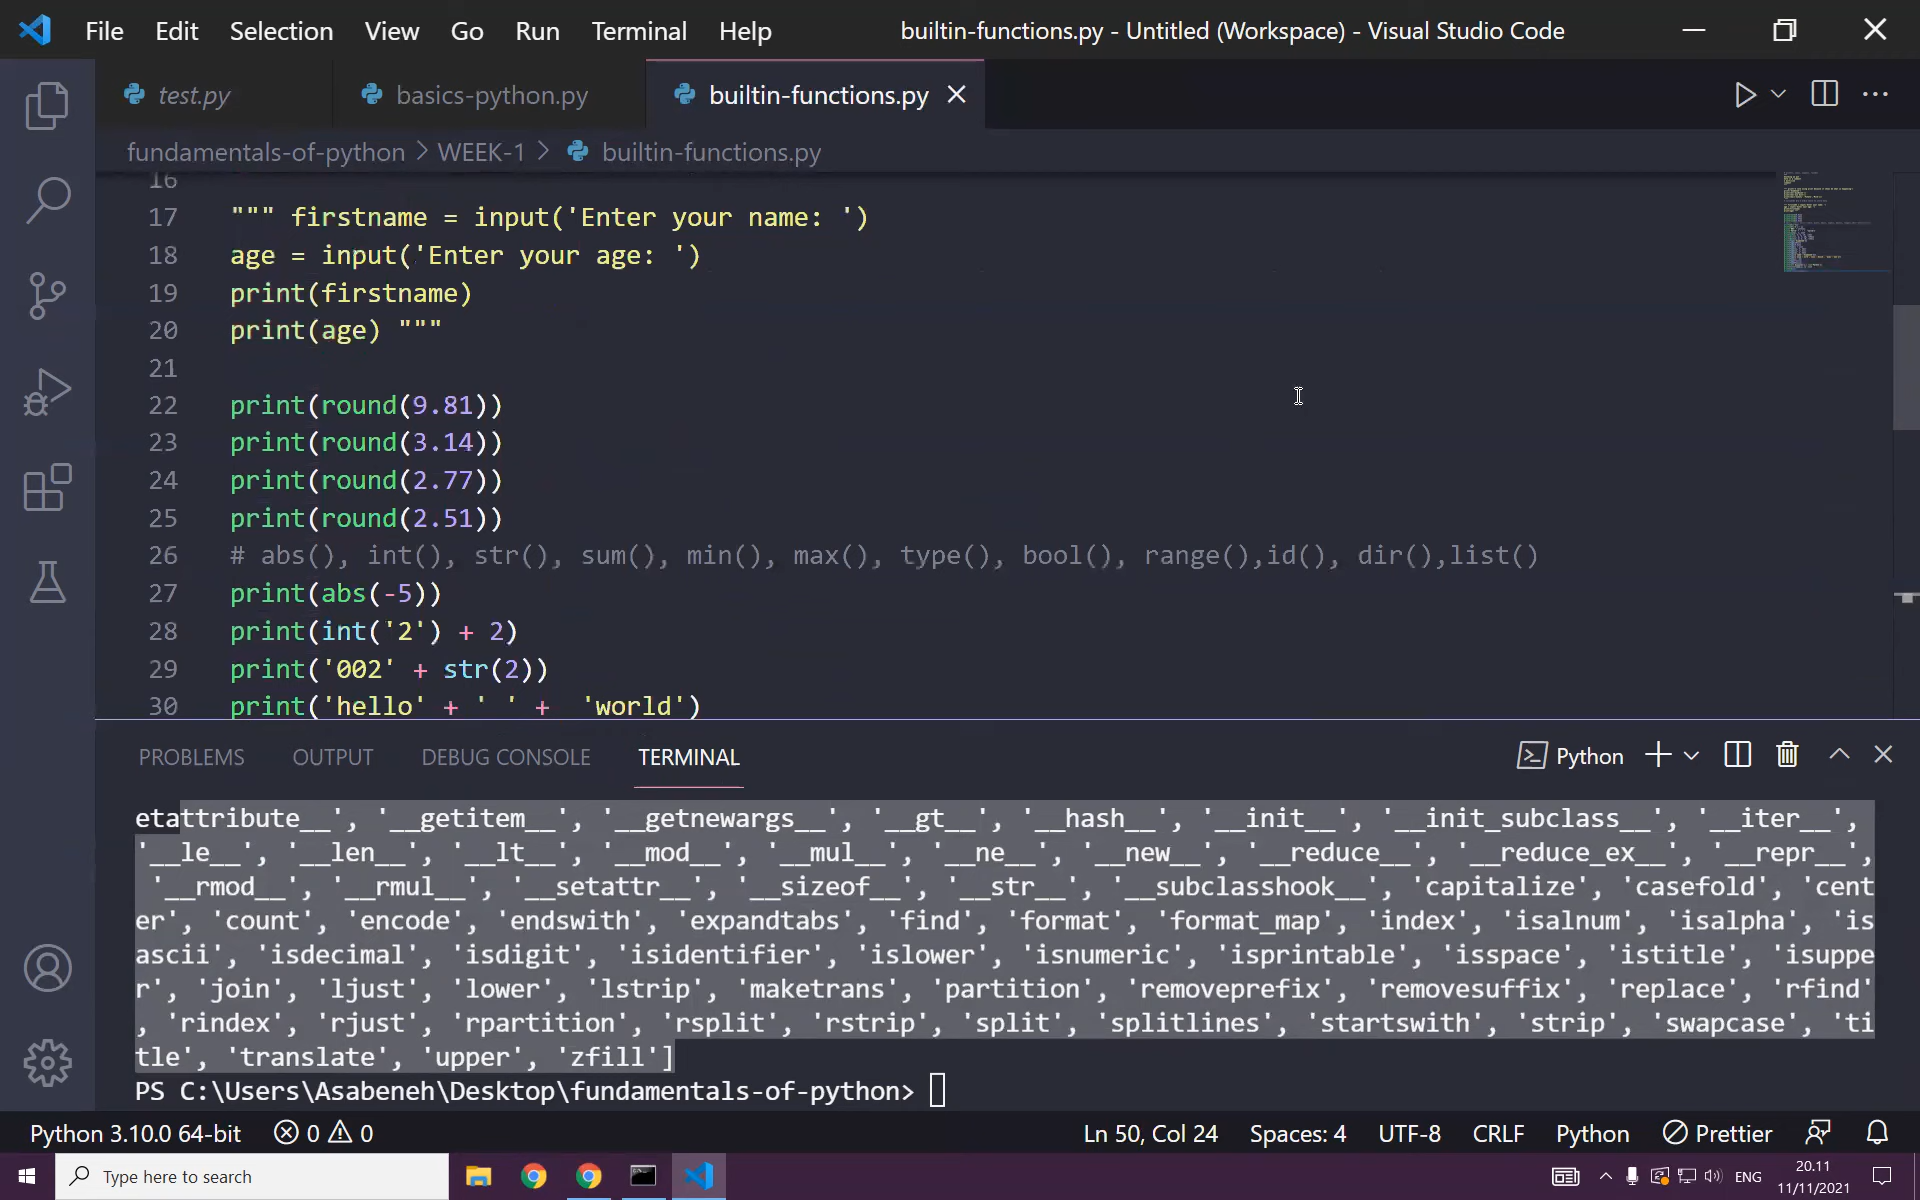 File Edit Selection View Go Run Terminal Help builtin-functions.py - Untitled (Workspace) - Visual Studio Code
test.py basics-python.py builtin-functions.py
fundamentals-of-python > WEEK-1 > builtin-functions.py
16
17 """ firstname = input('Enter your name: ')
18 age = input('Enter your age: ')
19 print(firstname)
20 print(age) """
21
22 print(round(9.81))
23 print(round(3.14))
24 print(round(2.77))
25 print(round(2.51))
26 # abs(), int(), str(), sum(), min(), max(), type(), bool(), range(),id(), dir(),list()
27 print(abs(-5))
28 print(int('2') + 2)
29 print('002' + str(2))
30 print('hello' + ' ' +  'world')
PROBLEMS OUTPUT DEBUG CONSOLE TERMINAL Python
etattribute__', '__getitem__', '__getnewargs__', '__gt__', '__hash__', '__init__', '__init_subclass__', '__iter__',
'__le__', '__len__', '__lt__', '__mod__', '__mul__', '__ne__', '__new__', '__reduce__', '__reduce_ex__', '__repr__',
'__rmod__', '__rmul__', '__setattr__', '__sizeof__', '__str__', '__subclasshook__', 'capitalize', 'casefold', 'cent
er', 'count', 'encode', 'endswith', 'expandtabs', 'find', 'format', 'format_map', 'index', 'isalnum', 'isalpha', 'is
ascii', 'isdecimal', 'isdigit', 'isidentifier', 'islower', 'isnumeric', 'isprintable', 'isspace', 'istitle', 'isuppe
r', 'join', 'ljust', 'lower', 'lstrip', 'maketrans', 'partition', 'removeprefix', 'removesuffix', 'replace', 'rfind'
, 'rindex', 'rjust', 'rpartition', 'rsplit', 'rstrip', 'split', 'splitlines', 'startswith', 'strip', 'swapcase', 'ti
tle', 'translate', 'upper', 'zfill']
PS C:\Users\Asabeneh\Desktop\fundamentals-of-python>
Python 3.10.0 64-bit 0 0 Ln 50, Col 24 Spaces: 4 UTF-8 CRLF Python Prettier
Type here to search ENG 20.11
11/11/2021